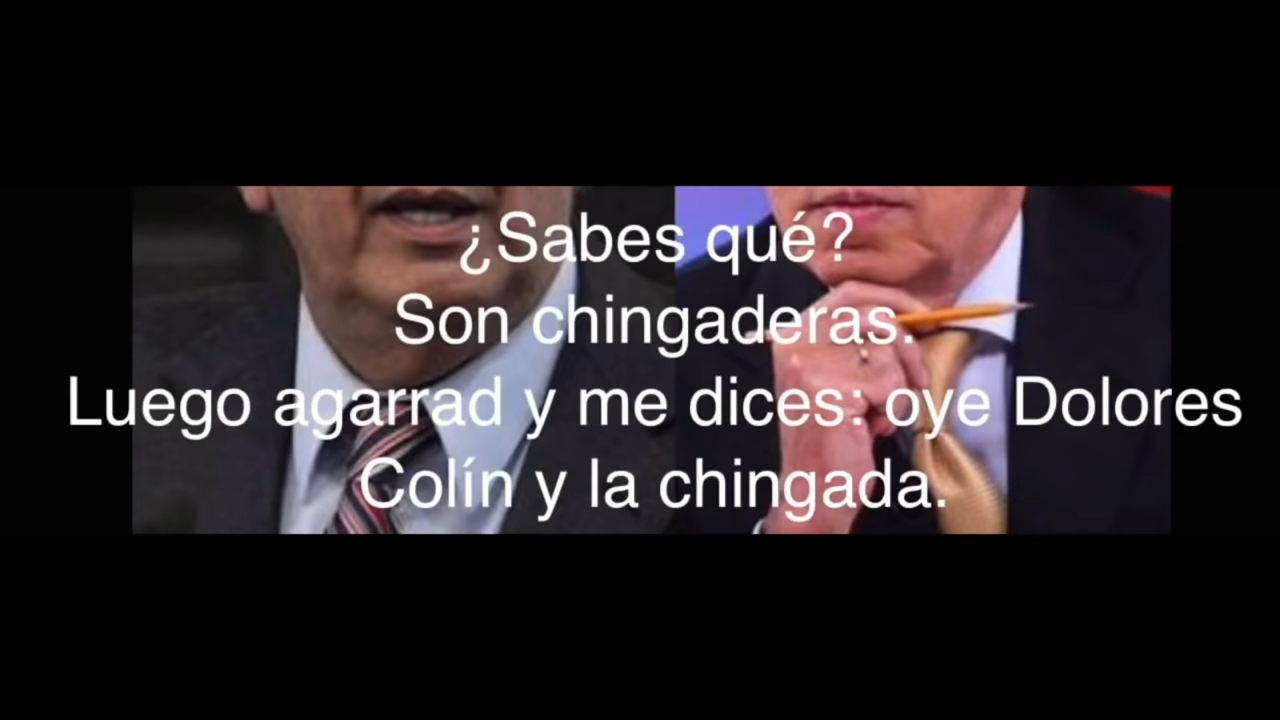 ¿Sabes qué?
Son chingaderas.
Luego agarrad y me dices: oye Dolores
Colín y la chingada.